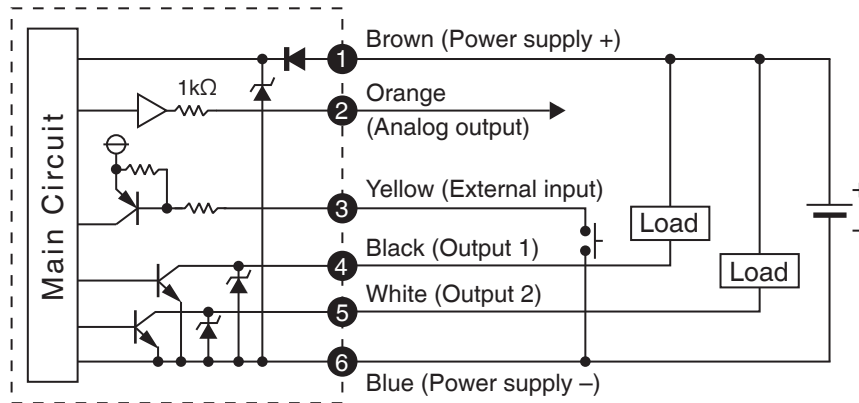 Main Circuit
1 Brown (Power supply +)
1kΩ
2 Orange
(Analog output)
3 Yellow (External input)
4 Black (Output 1)
5 White (Output 2)
6
Blue (Power supply –)
Load
Load
+
–